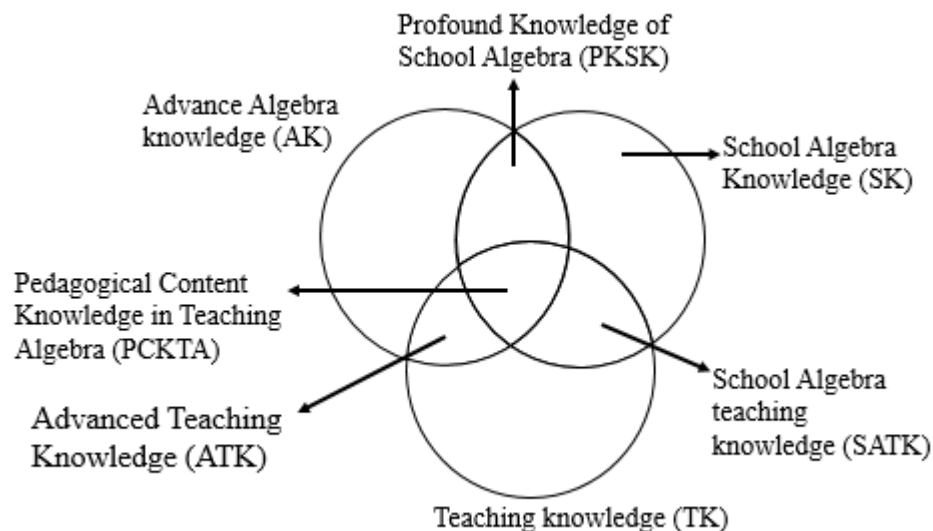 Profound Knowledge of
School Algebra (PKSK)
Advance Algebra
knowledge (AK)
School Algebra
Knowledge (SK)
Pedagogical Content
Knowledge in Teaching
Algebra (PCKTA)
School Algebra
teaching
knowledge (SATK)
Advanced Teaching
Knowledge (ATK)
Teaching knowledge (TK)